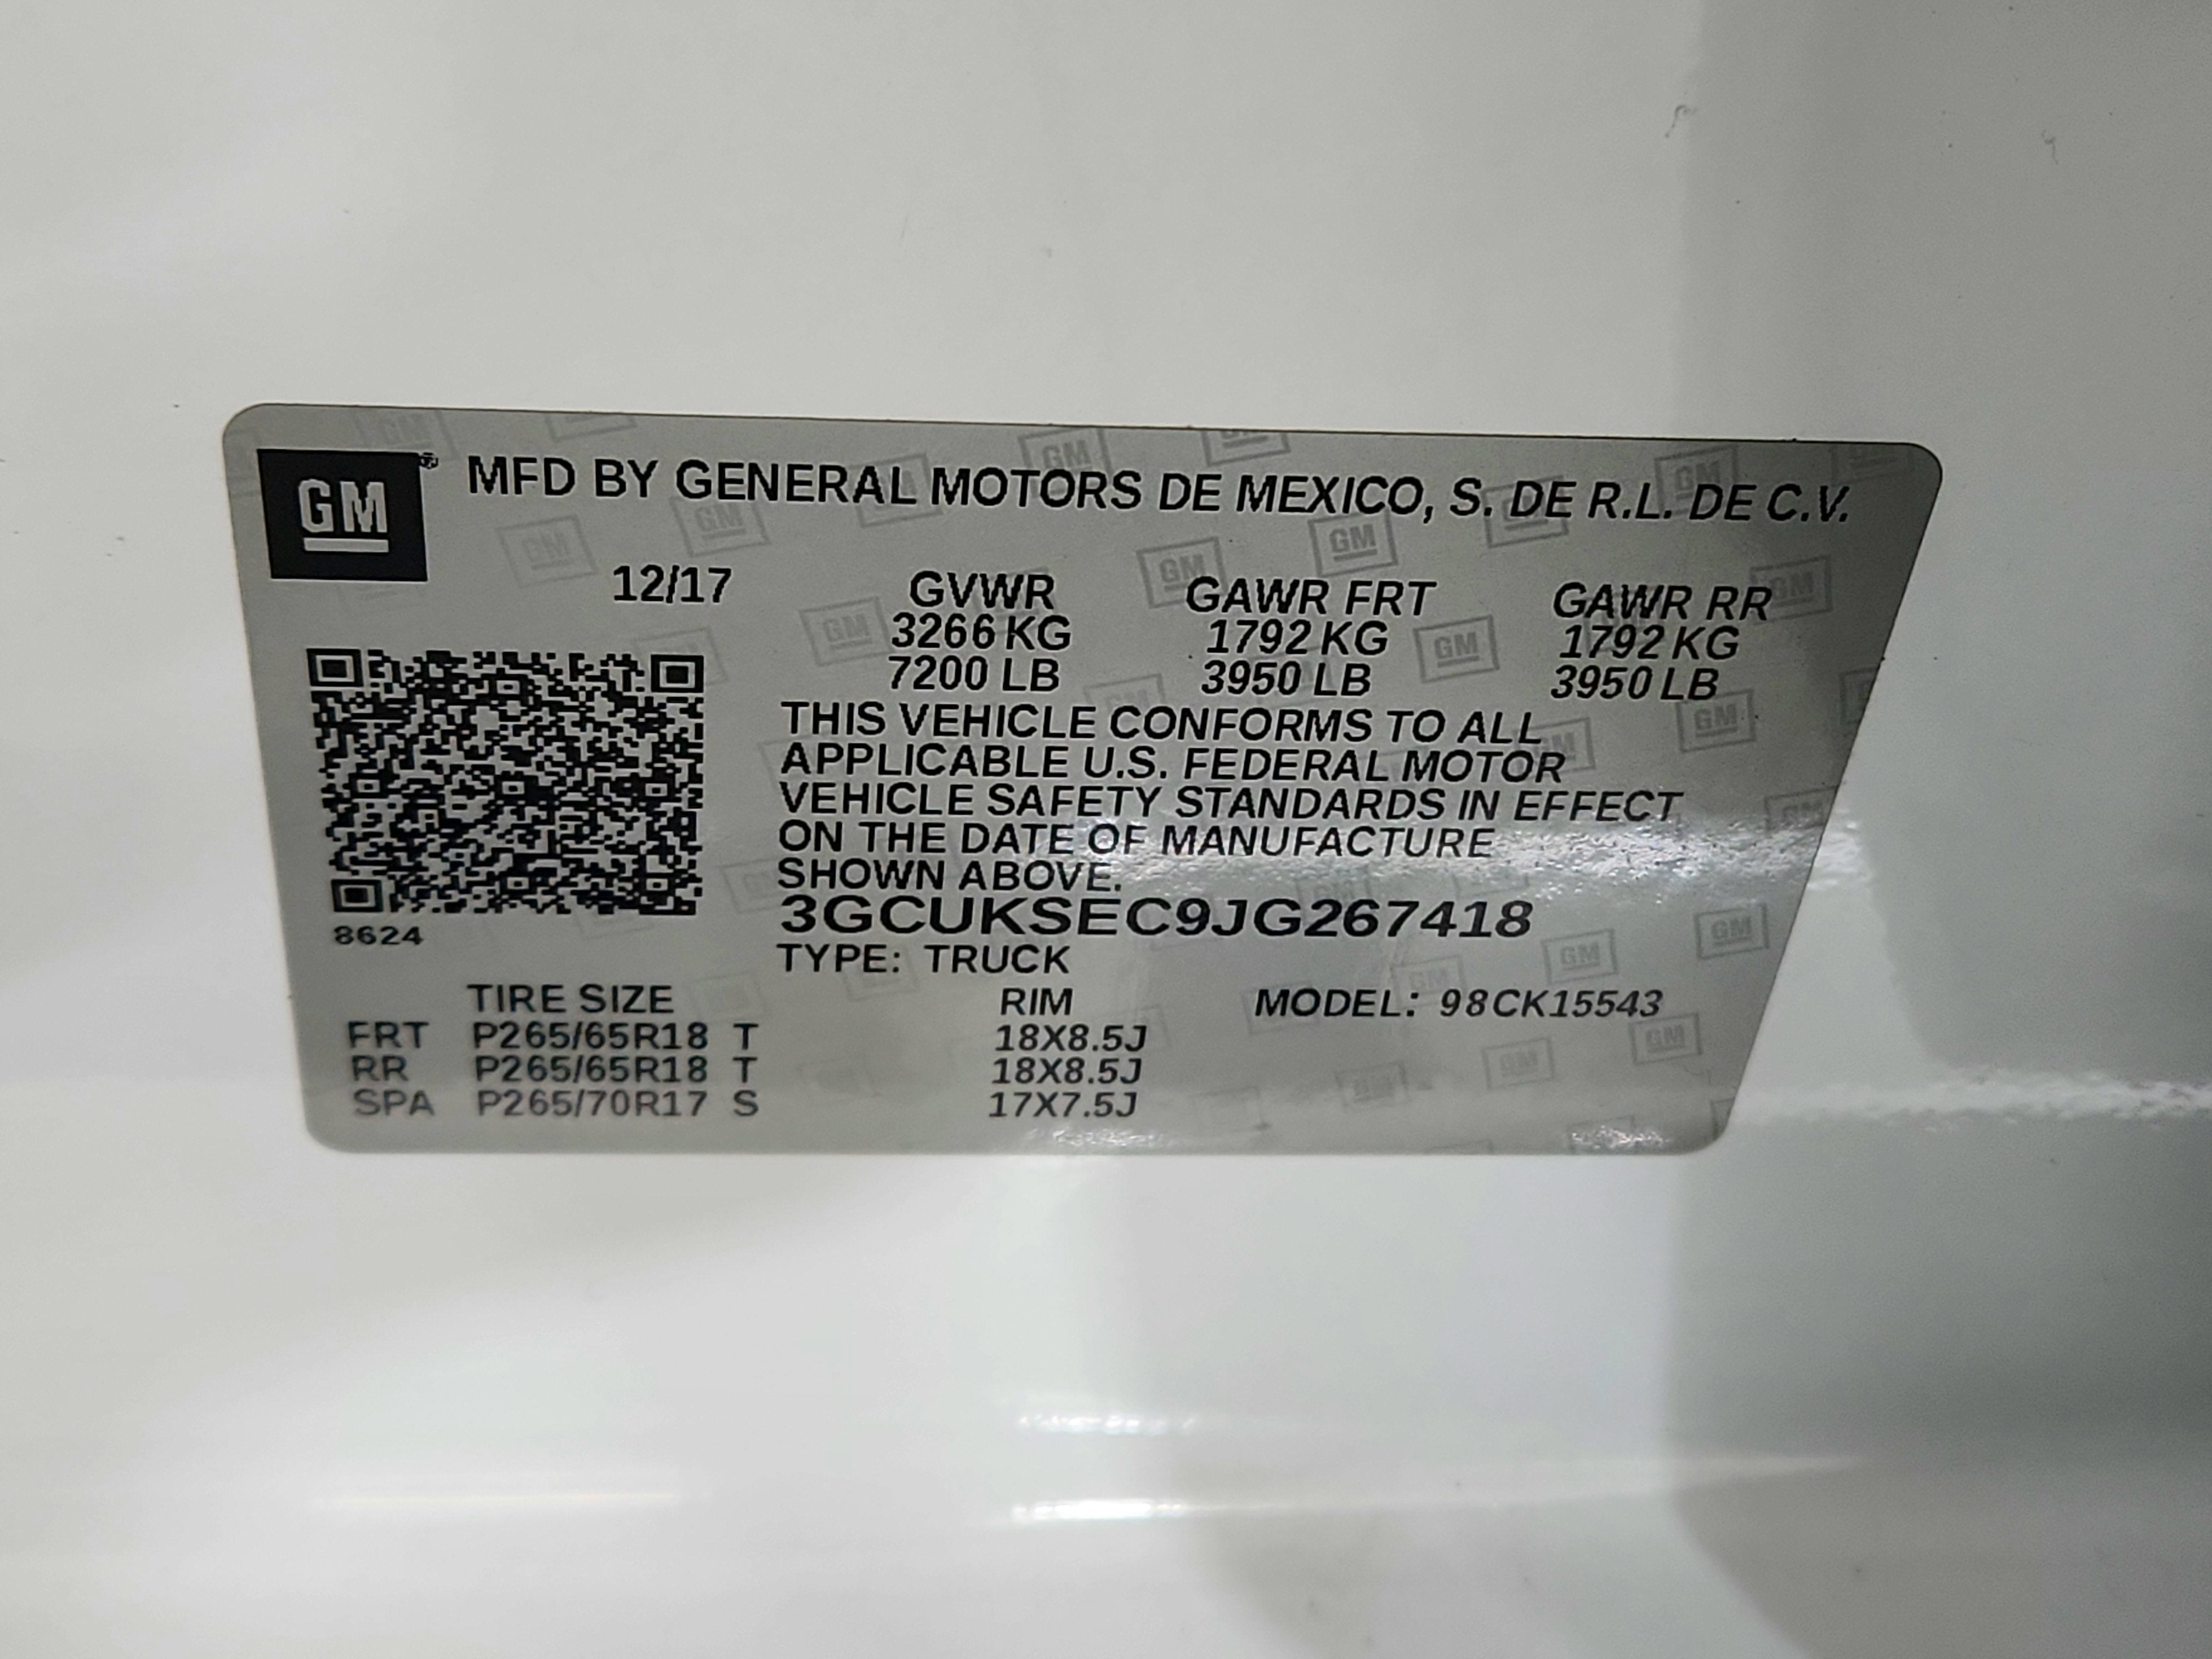 GM
MFD BY GENERAL MOTORS DE MEXICO, S. DE R.L. DE C.V.
12/17 GVWR GAWR FRT GAWR RR
3266 KG 1792 KG 1792 KG
7200 LB 3950 LB 3950 LB
THIS VEHICLE CONFORMS TO ALL
APPLICABLE U.S. FEDERAL MOTOR
VEHICLE SAFETY STANDARDS IN EFFECT
ON THE DATE OF MANUFACTURE
SHOWN ABOVE.
3GCUKSEC9JG267418
8624
TYPE: TRUCK
TIRE SIZE RIM MODEL: 98CK15543
FRT P265/65R18 T 18X8.5J
RR P265/65R18 T 18X8.5J
SPA P265/70R17 S 17X7.5J